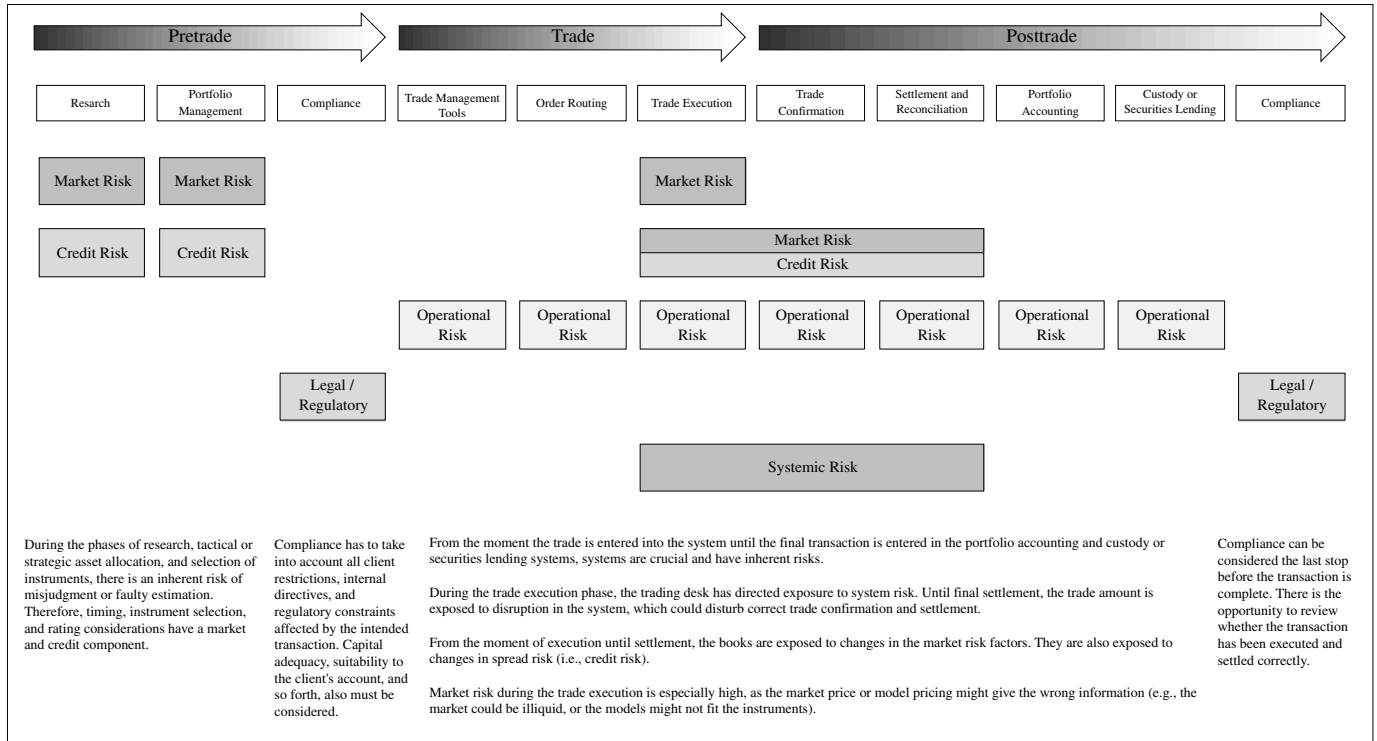 Pretrade
Trade
Posttrade
Resarch
Portfolio
Management
Compliance
Trade Management
Tools
Order Routing
Trade Execution
Trade
Confirmation
Settlement and
Reconciliation
Portfolio
Accounting
Custody or
Securities Lending
Compliance
Market Risk
Market Risk
Market Risk
Credit Risk
Credit Risk
Market Risk
Credit Risk
Operational
Risk
Operational
Risk
Operational
Risk
Operational
Risk
Operational
Risk
Operational
Risk
Operational
Risk
Legal /
Regulatory
Legal /
Regulatory
Systemic Risk
During the phases of research, tactical or
strategic asset allocation, and selection of
instruments, there is an inherent risk of
misjudgment or faulty estimation.
Therefore, timing, instrument selection,
and rating considerations have a market
and credit component.
Compliance has to take
into account all client
restrictions, internal
directives, and
regulatory constraints
affected by the intended
transaction. Capital
adequacy, suitability to
the client's account, and
so forth, also must be
considered.
From the moment the trade is entered into the system until the final transaction is entered in the portfolio accounting and custody or
securities lending systems, systems are crucial and have inherent risks.
During the trade execution phase, the trading desk has directed exposure to system risk. Until final settlement, the trade amount is
exposed to disruption in the system, which could disturb correct trade confirmation and settlement.
From the moment of execution until settlement, the books are exposed to changes in the market risk factors. They are also exposed to
changes in spread risk (i.e., credit risk).
Market risk during the trade execution is especially high, as the market price or model pricing might give the wrong information (e.g., the
market could be illiquid, or the models might not fit the instruments).
Compliance can be
considered the last stop
before the transaction is
complete. There is the
opportunity to review
whether the transaction
has been executed and
settled correctly.